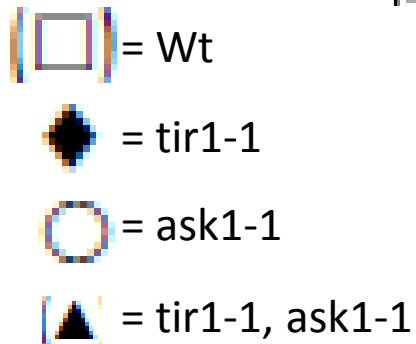 (□) = Wt
♦ = tir1-1
○ = ask1-1
(▲ = tir1-1, ask1-1